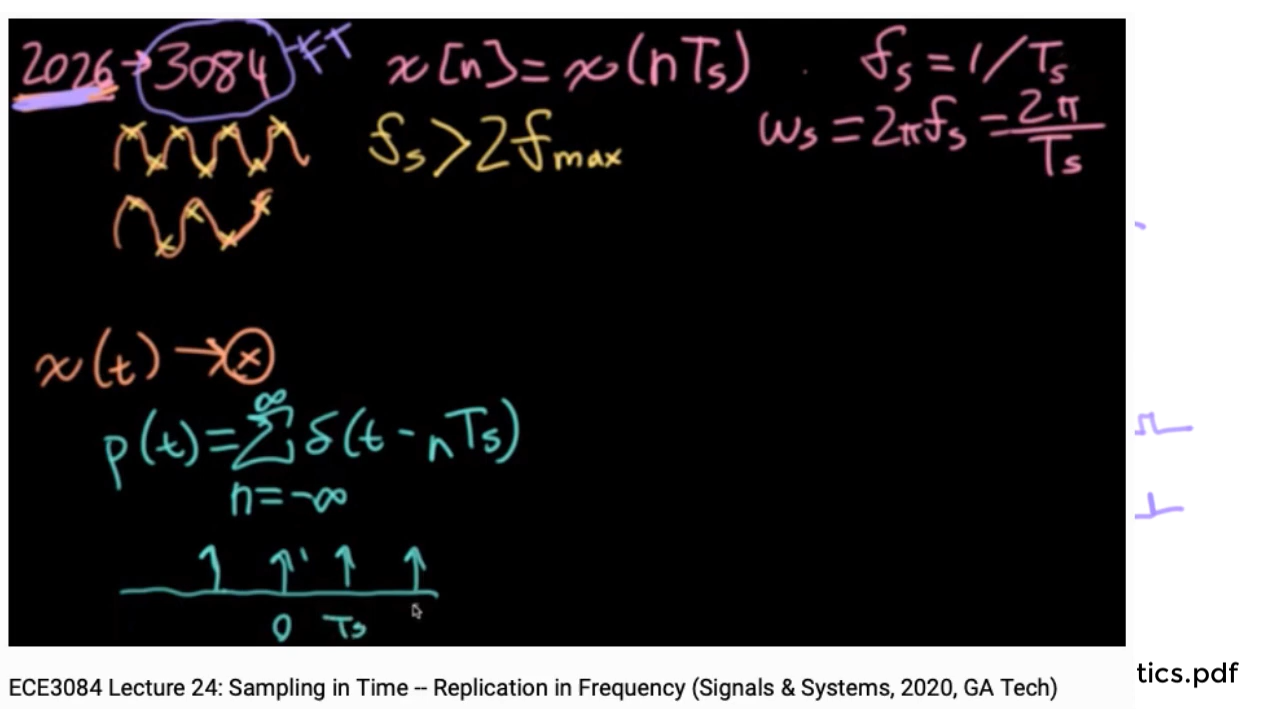 2026→3084 FT
x[n] = x(nTs) . fs = 1/Ts
fs > 2fmax
ωs = 2πfs = 2π/Ts
x(t) → ⊗
p(t) = ∞∑n=-∞ δ(t - nTs)
0 Ts
ECE3084 Lecture 24: Sampling in Time -- Replication in Frequency (Signals & Systems, 2020, GA Tech)
tics.pdf